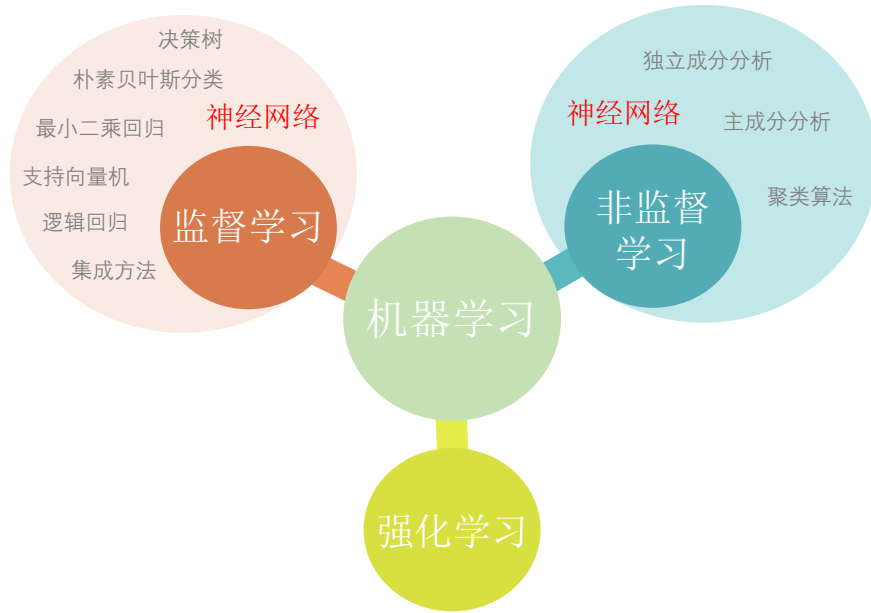 决策树
朴素贝叶斯分类
神经网络
最小二乘回归
支持向量机
逻辑回归
集成方法
监督学习
独立成分分析
神经网络
主成分分析
聚类算法
非监督
学习
机器学习
强化学习